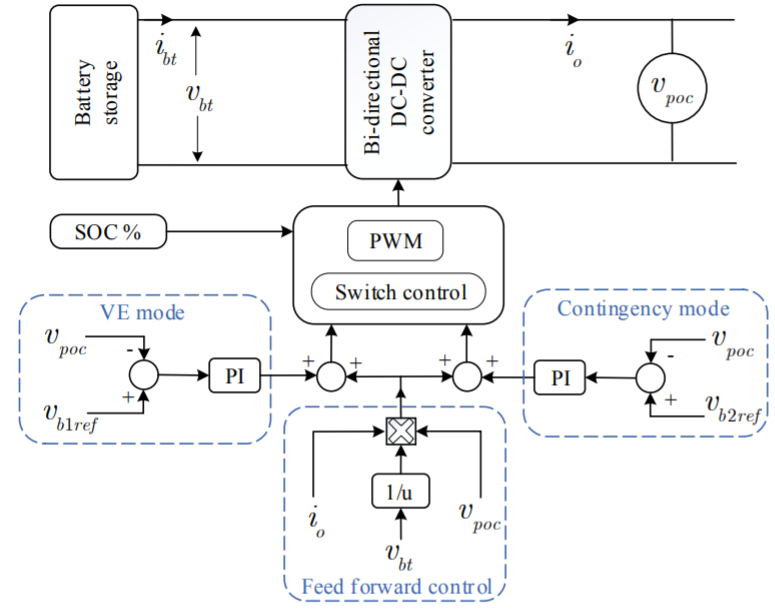 Battery
storage
i_bt
v_bt
Bi-directional
DC-DC
converter
i_o
v_poc
SOC %
PWM
Switch control
VE mode
v_poc
-
+
v_b1ref
PI
+
+
+
+
Contingency mode
PI
v_poc
-
+
v_b2ref
i_o
1/u
v_bt
v_poc
Feed forward control